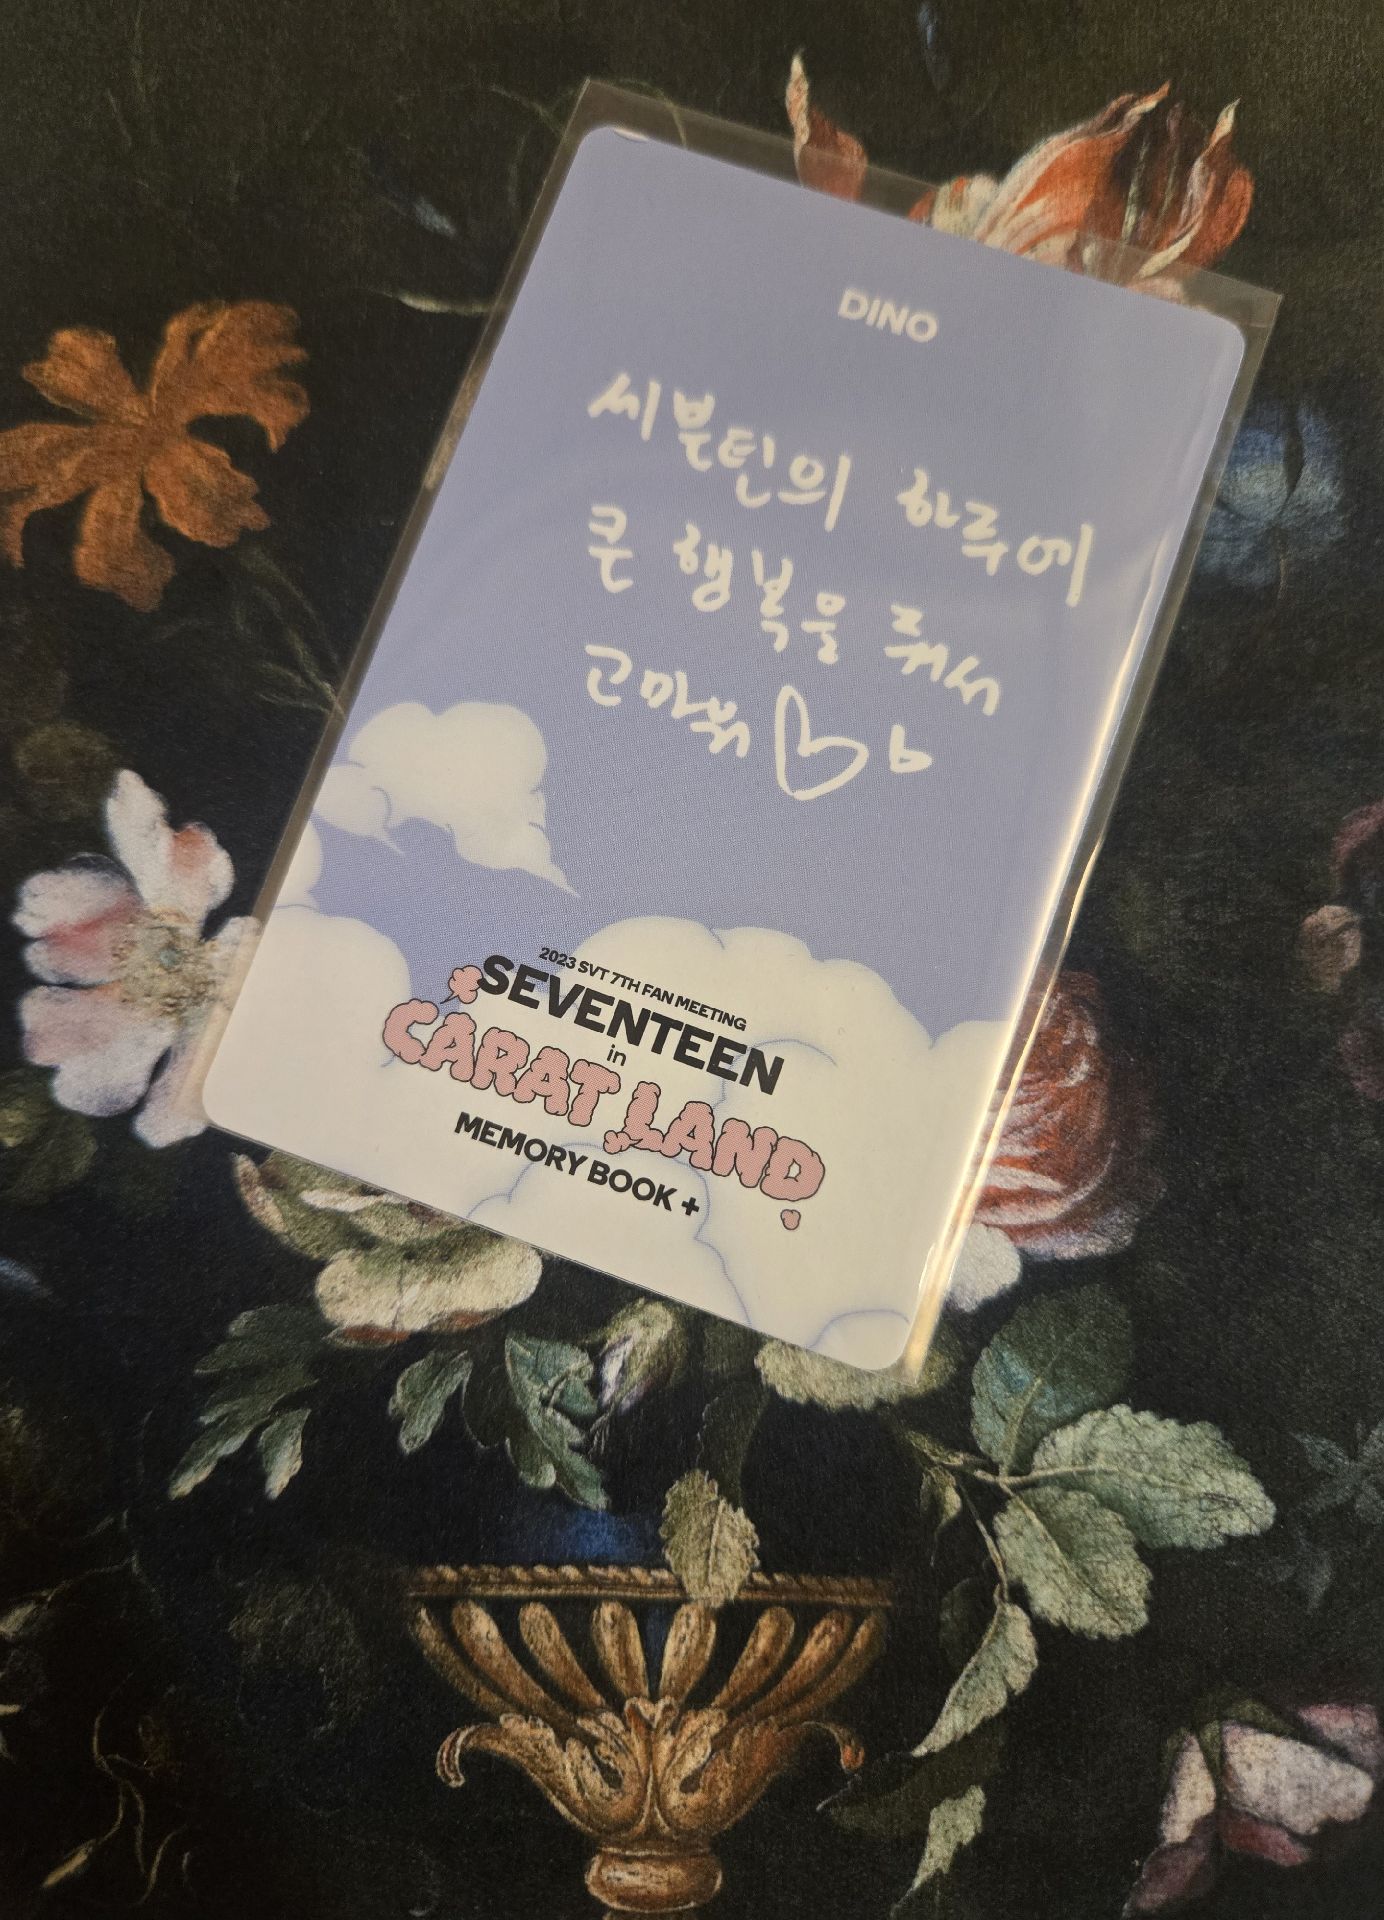 DINO
씨븐틴의 하루에
큰 행복을 줘서
고마워♡b
2023 SVT 7TH FAN MEETING
SEVENTEEN
in
CARAT LAND
MEMORY BOOK +